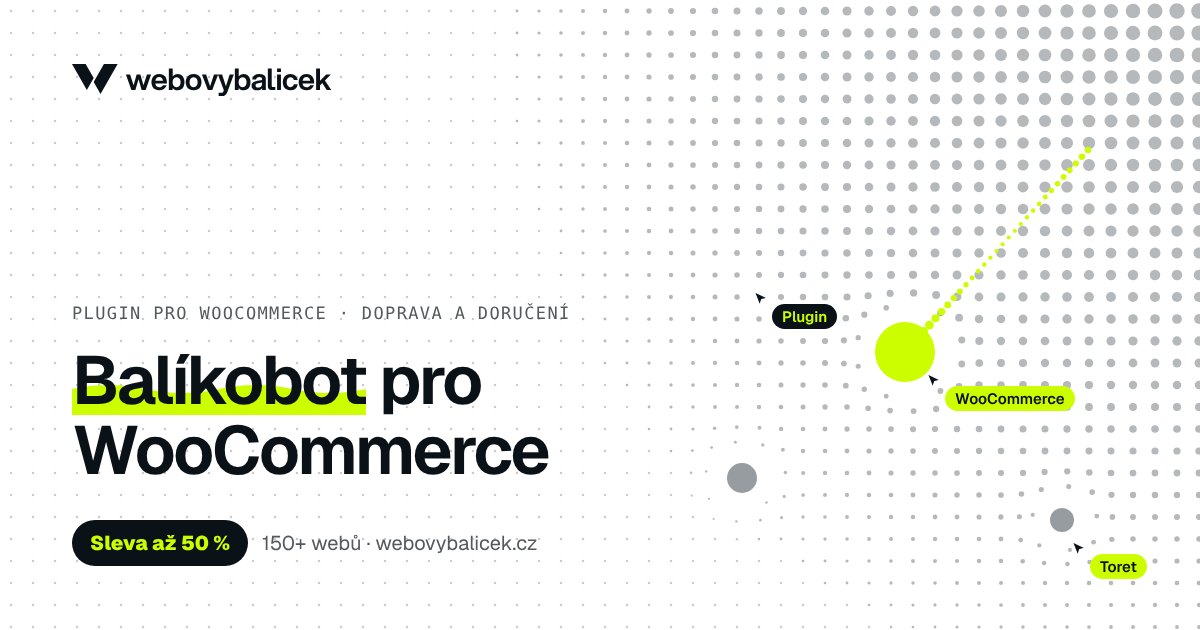 webovybalicek
PLUGIN PRO WOOCOMMERCE · DOPRAVA A DORUČENÍ
Balíkobot pro
WooCommerce
Sleva až 50 %
150+ webů · webovybalicek.cz
Plugin
WooCommerce
Toret